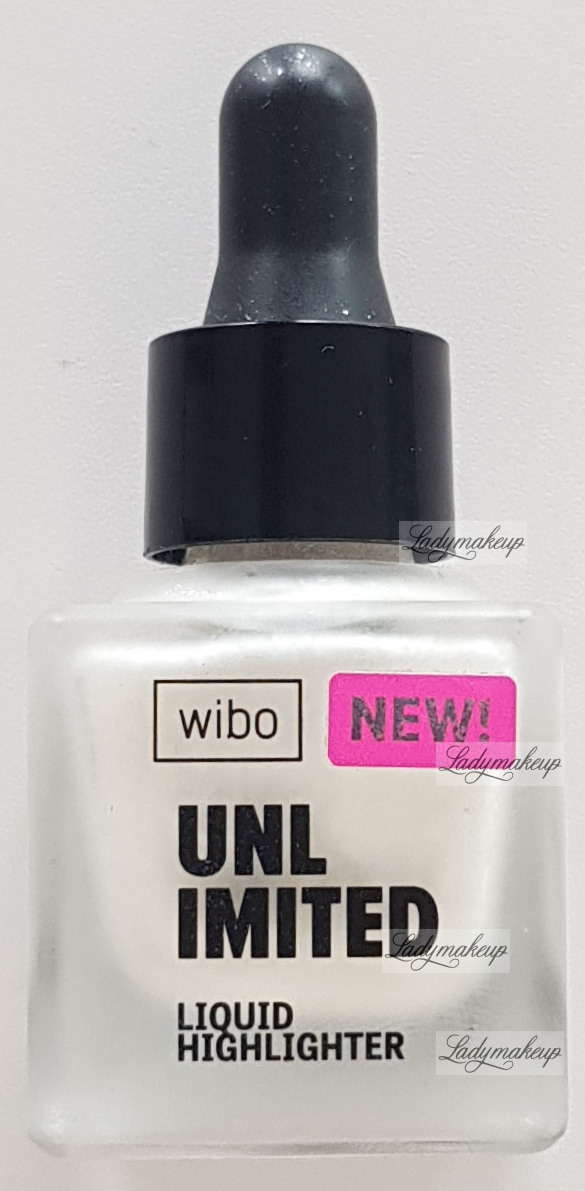 Ladymakeup
wibo
NEW!
Ladymakeup
UNL
IMITED
Ladymakeup
LIQUID
HIGHLIGHTER
Ladymakeup